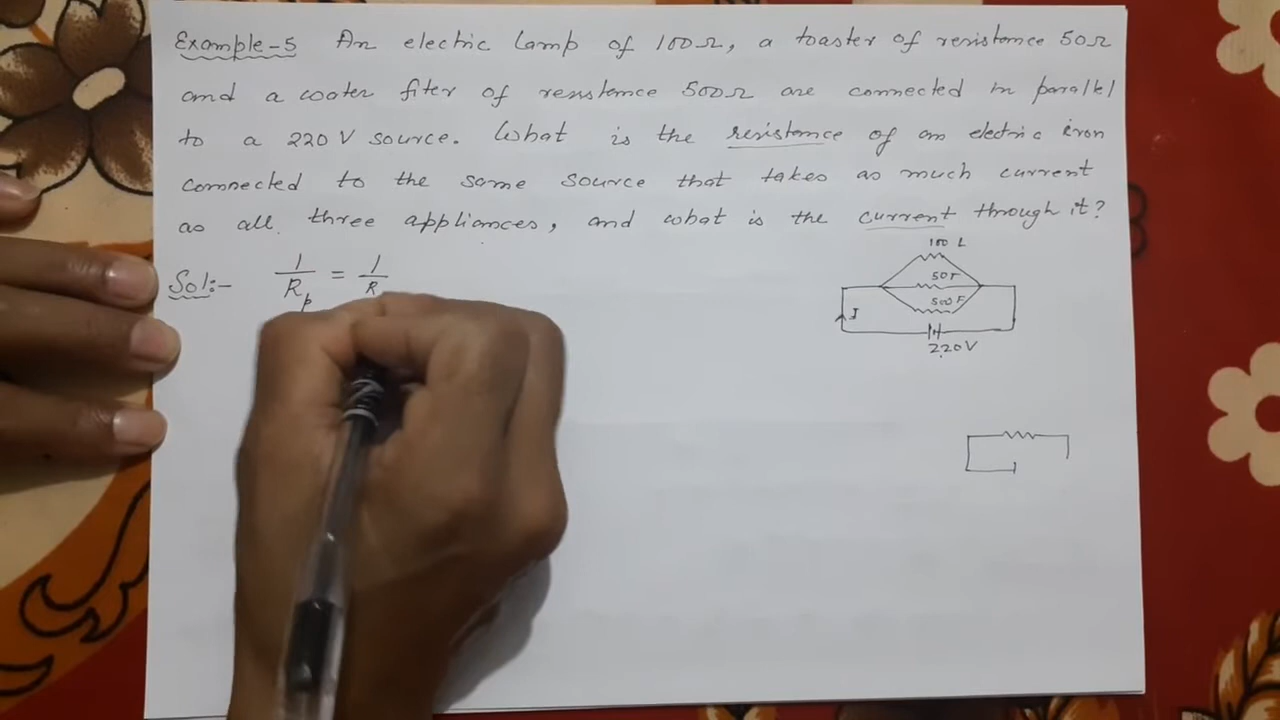 Example-5 An electric lamp of 100Ω, a toaster of resistance 50Ω
and a water filter of resistance 500Ω are connected in parallel
to a 220 V source. What is the resistance of an electric iron
connected to the same source that takes as much current
as all three appliances, and what is the current through it?
Sol:- 1/Rp = 1/R
100 L
50 T
500 F
I
220V